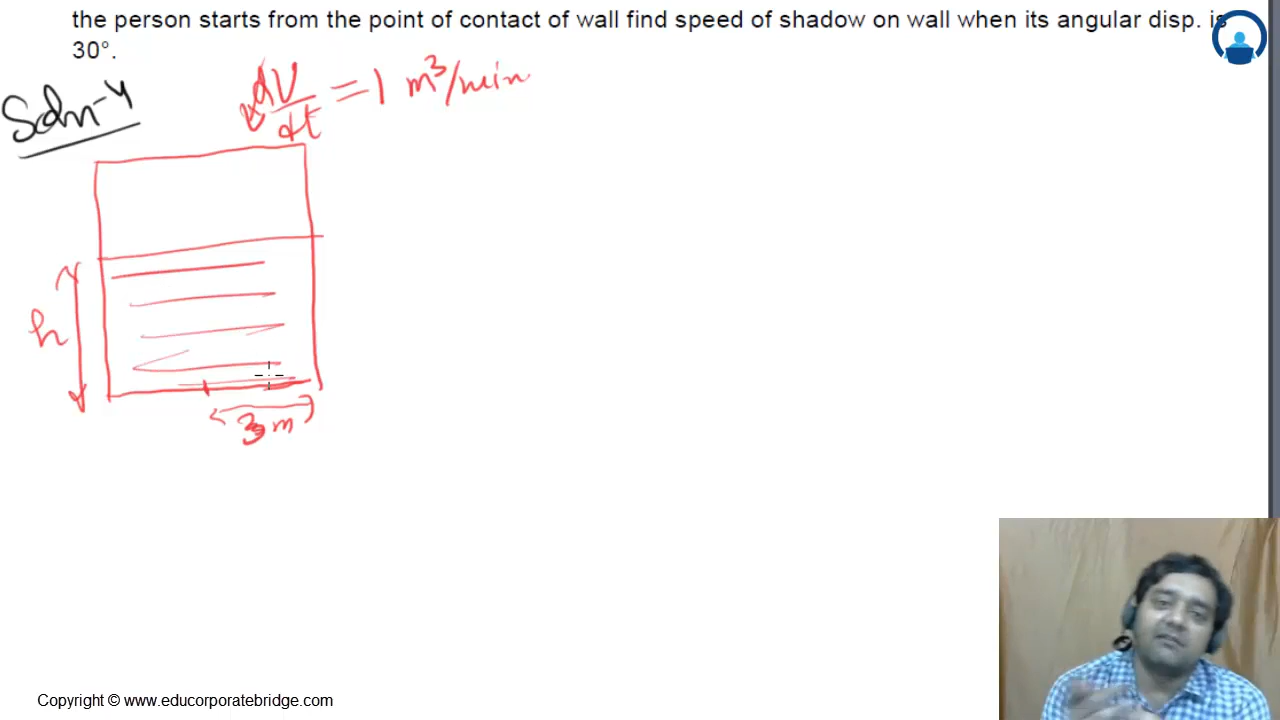 the person starts from the point of contact of wall find speed of shadow on wall when its angular disp. is
30°.
Soln-4
dV/dt = 1 m³/min
h
3 m
Copyright © www.educorporatebridge.com